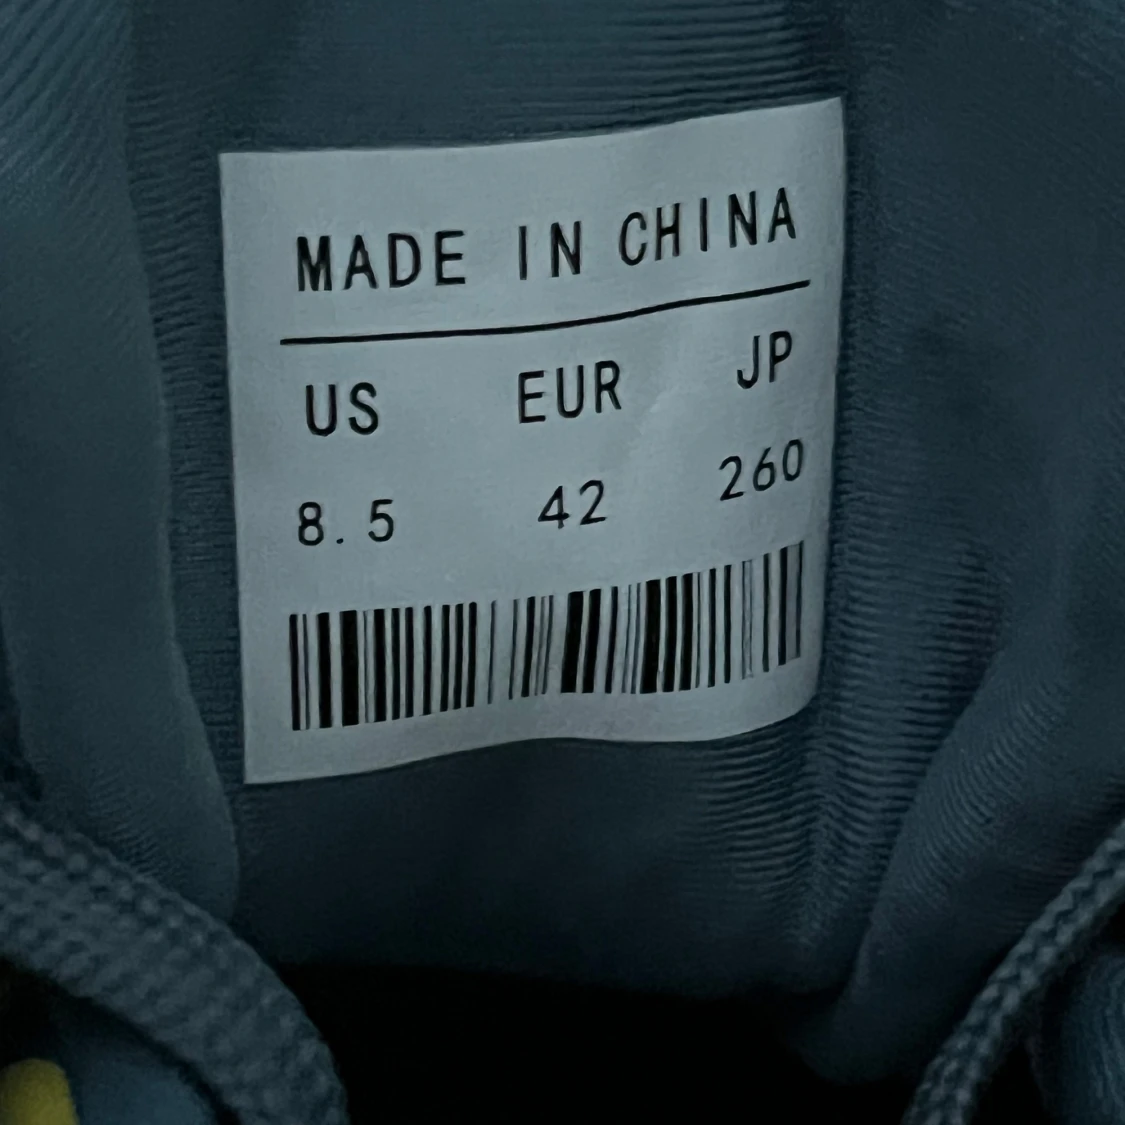 MADE IN CHINA
US EUR JP
8.5 42 260